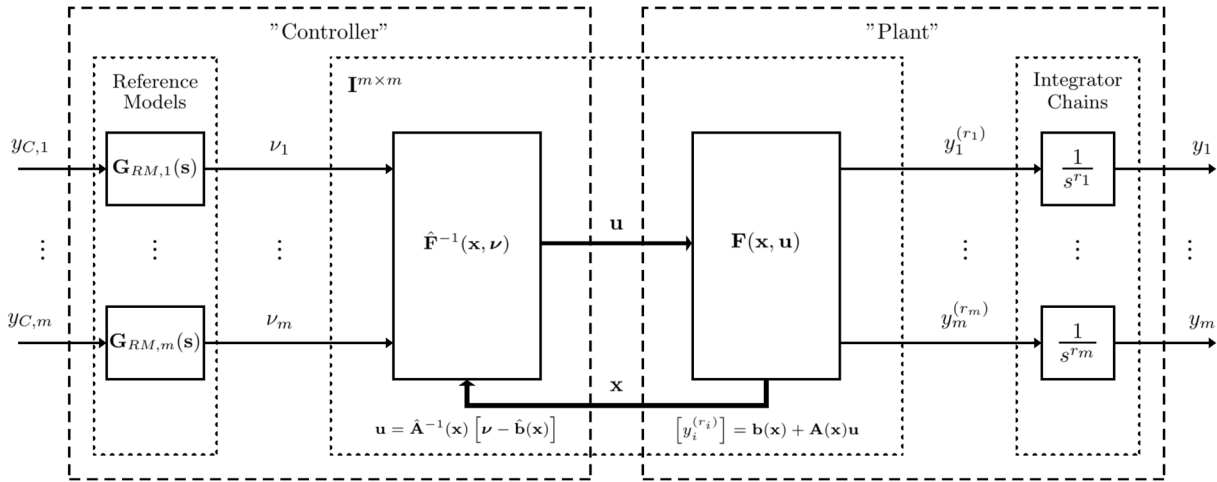 "Controller"
"Plant"
Reference
Models
I^{m×m}
Integrator
Chains
y_{C,1}
G_{RM,1}(s)
ν_1
y_1^{(r_1)}
1
s^{r_1}
y_1
⋮ ⋮ ⋮
F̂^{-1}(x, ν)
u
F(x, u)
⋮ ⋮ ⋮
y_{C,m}
G_{RM,m}(s)
ν_m
y_m^{(r_m)}
1
s^{r_m}
y_m
x
u = Â^{-1}(x) [ν − b̂(x)]
[y_i^{(r_i)}] = b(x) + A(x)u